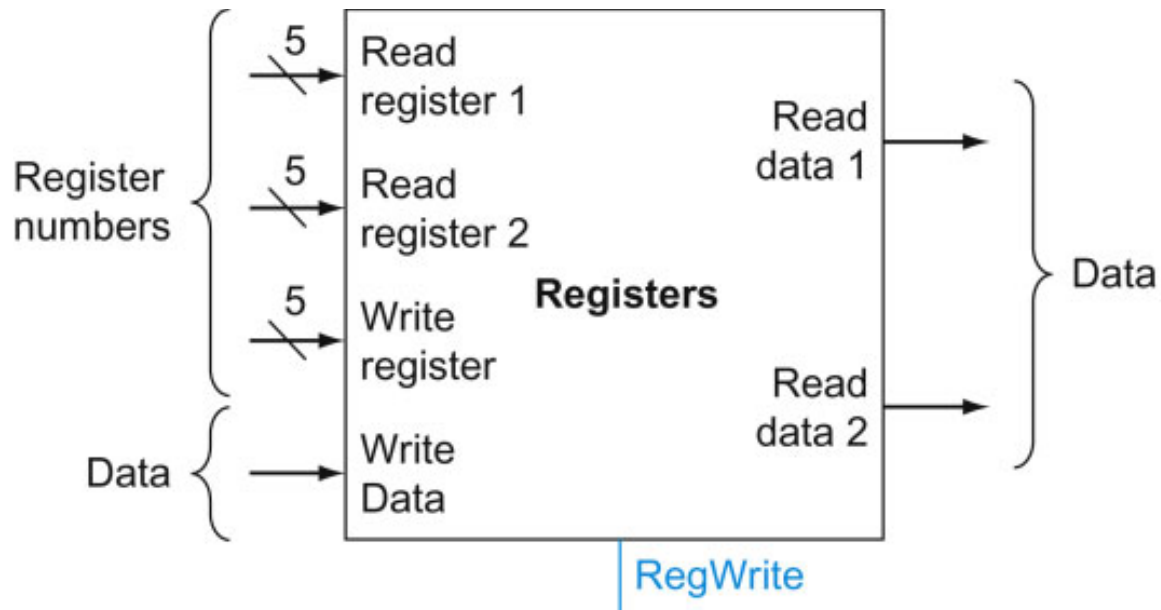 Register
numbers
Data
5
Read
register 1
5
Read
register 2
5
Write
register
Write
Data
Registers
Read
data 1
Read
data 2
Data
RegWrite